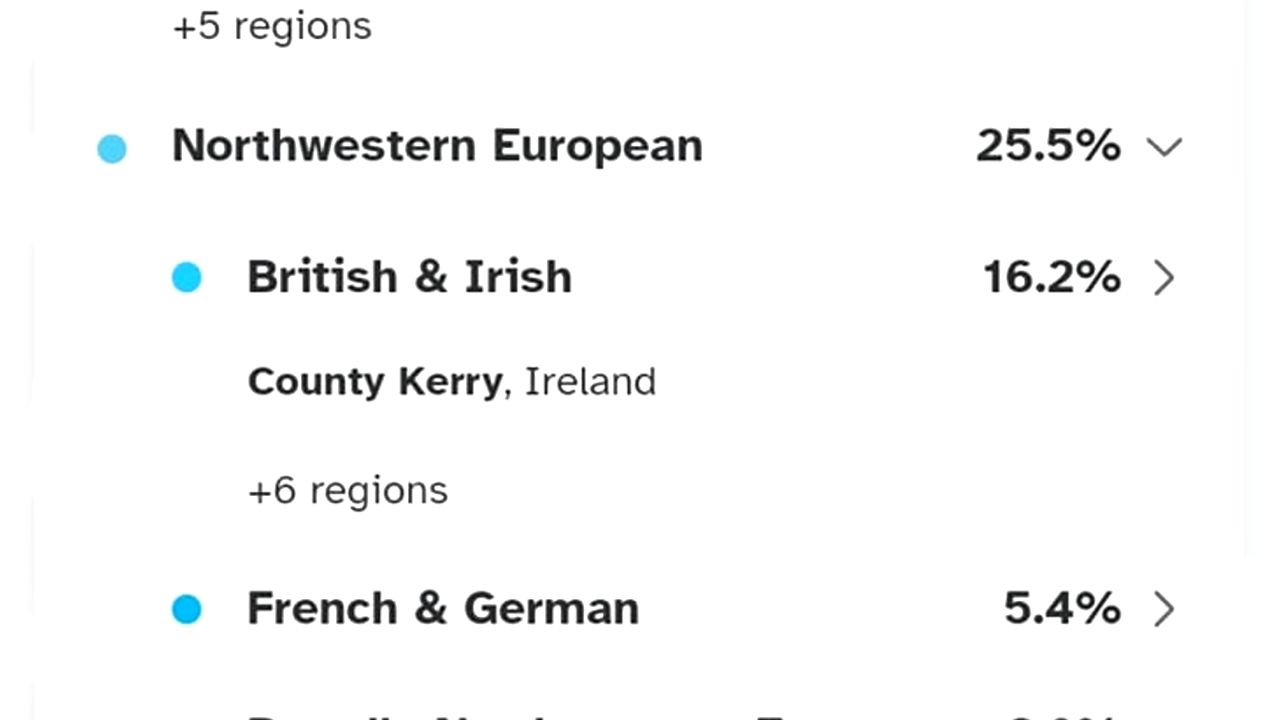 +5 regions
Northwestern European 25.5%
British & Irish 16.2%
County Kerry, Ireland
+6 regions
French & German 5.4%